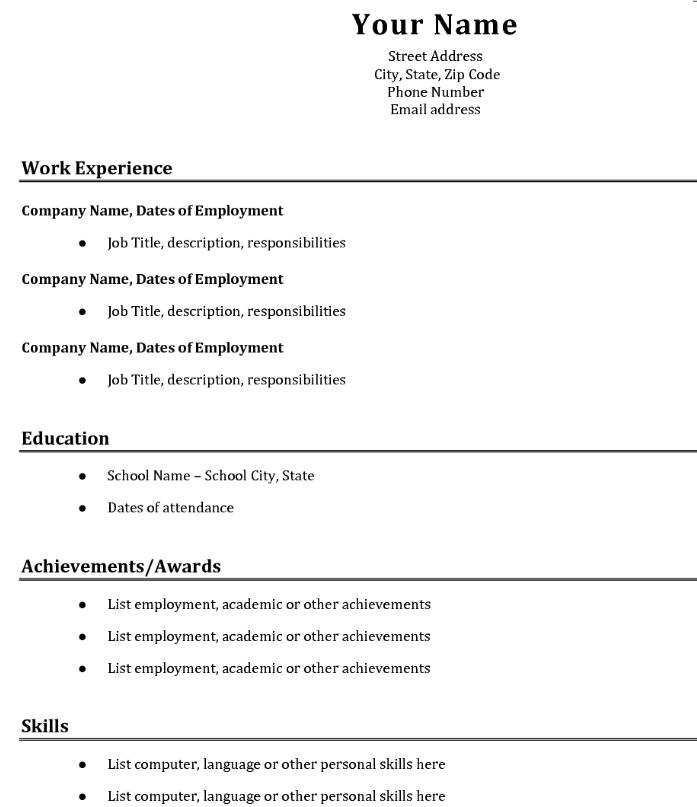 Your Name
Street Address
City, State, Zip Code
Phone Number
Email address
Work Experience
Company Name, Dates of Employment
● Job Title, description, responsibilities
Company Name, Dates of Employment
● Job Title, description, responsibilities
Company Name, Dates of Employment
● Job Title, description, responsibilities
Education
● School Name – School City, State
● Dates of attendance
Achievements/Awards
● List employment, academic or other achievements
● List employment, academic or other achievements
● List employment, academic or other achievements
Skills
● List computer, language or other personal skills here
● List computer, language or other personal skills here